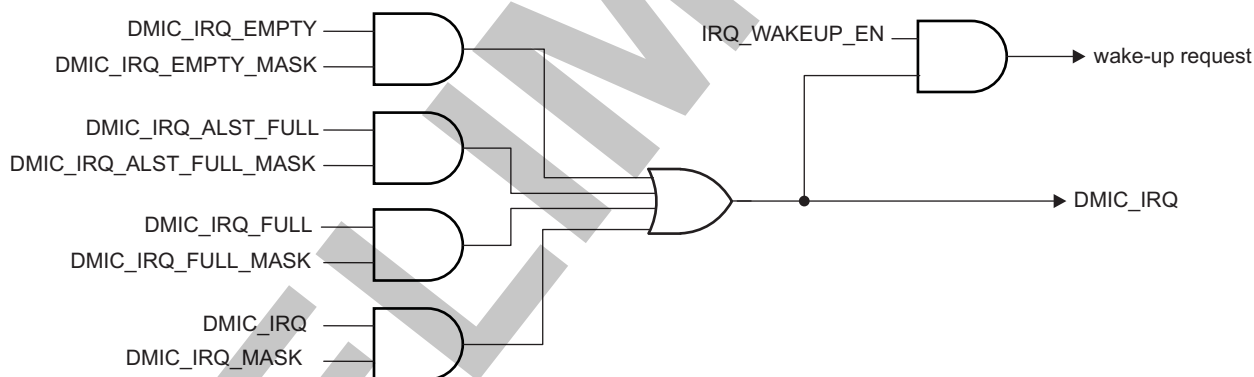 DMIC_IRQ_EMPTY
DMIC_IRQ_EMPTY_MASK
DMIC_IRQ_ALST_FULL
DMIC_IRQ_ALST_FULL_MASK
DMIC_IRQ_FULL
DMIC_IRQ_FULL_MASK
DMIC_IRQ
DMIC_IRQ_MASK
IRQ_WAKEUP_EN
wake-up request
DMIC_IRQ